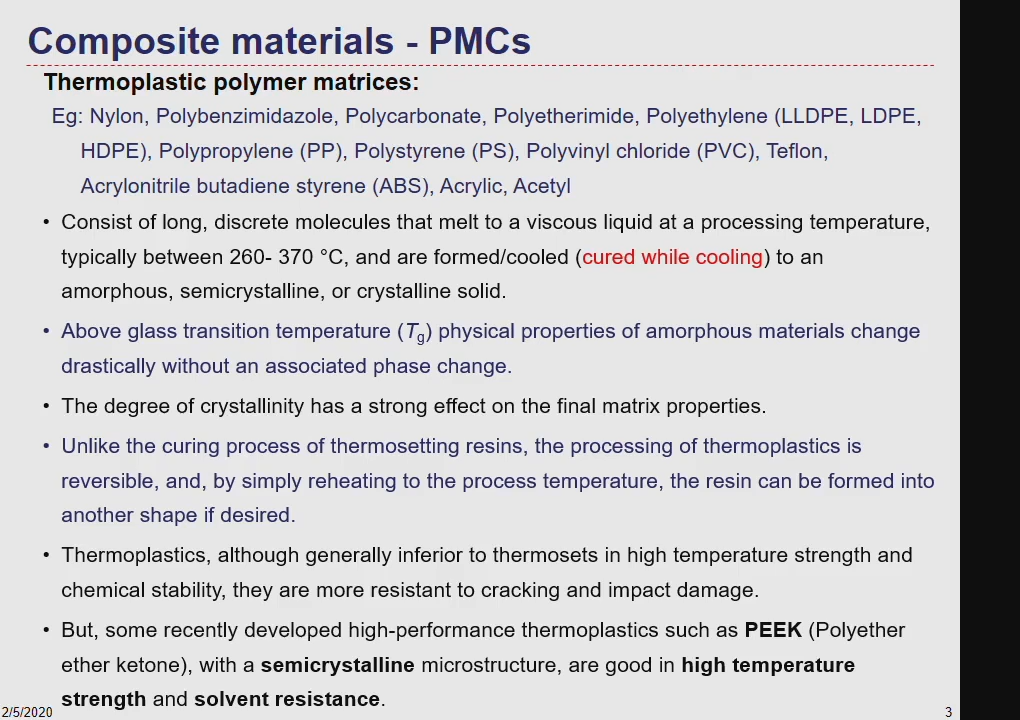 Composite materials - PMCs
Thermoplastic polymer matrices:
Eg: Nylon, Polybenzimidazole, Polycarbonate, Polyetherimide, Polyethylene (LLDPE, LDPE,
HDPE), Polypropylene (PP), Polystyrene (PS), Polyvinyl chloride (PVC), Teflon,
Acrylonitrile butadiene styrene (ABS), Acrylic, Acetyl
• Consist of long, discrete molecules that melt to a viscous liquid at a processing temperature,
typically between 260- 370 °C, and are formed/cooled (cured while cooling) to an
amorphous, semicrystalline, or crystalline solid.
• Above glass transition temperature (Tg) physical properties of amorphous materials change
drastically without an associated phase change.
• The degree of crystallinity has a strong effect on the final matrix properties.
• Unlike the curing process of thermosetting resins, the processing of thermoplastics is
reversible, and, by simply reheating to the process temperature, the resin can be formed into
another shape if desired.
• Thermoplastics, although generally inferior to thermosets in high temperature strength and
chemical stability, they are more resistant to cracking and impact damage.
• But, some recently developed high-performance thermoplastics such as PEEK (Polyether
ether ketone), with a semicrystalline microstructure, are good in high temperature
strength and solvent resistance.
2/5/2020
3